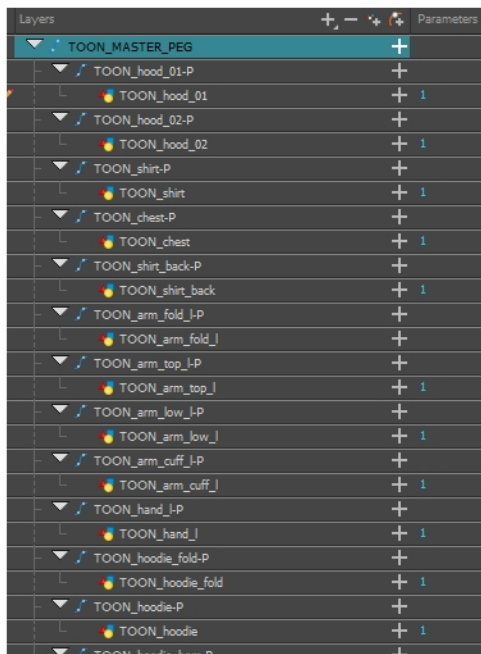 Layers Parameters
TOON_MASTER_PEG
TOON_hood_01-P
TOON_hood_01 1
TOON_hood_02-P
TOON_hood_02 1
TOON_shirt-P
TOON_shirt 1
TOON_chest-P
TOON_chest 1
TOON_shirt_back-P
TOON_shirt_back 1
TOON_arm_fold_l-P
TOON_arm_fold_l
TOON_arm_top_l-P
TOON_arm_top_l 1
TOON_arm_low_l-P
TOON_arm_low_l 1
TOON_arm_cuff_l-P
TOON_arm_cuff_l 1
TOON_hand_l-P
TOON_hand_l 1
TOON_hoodie_fold-P
TOON_hoodie_fold 1
TOON_hoodie-P
TOON_hoodie 1